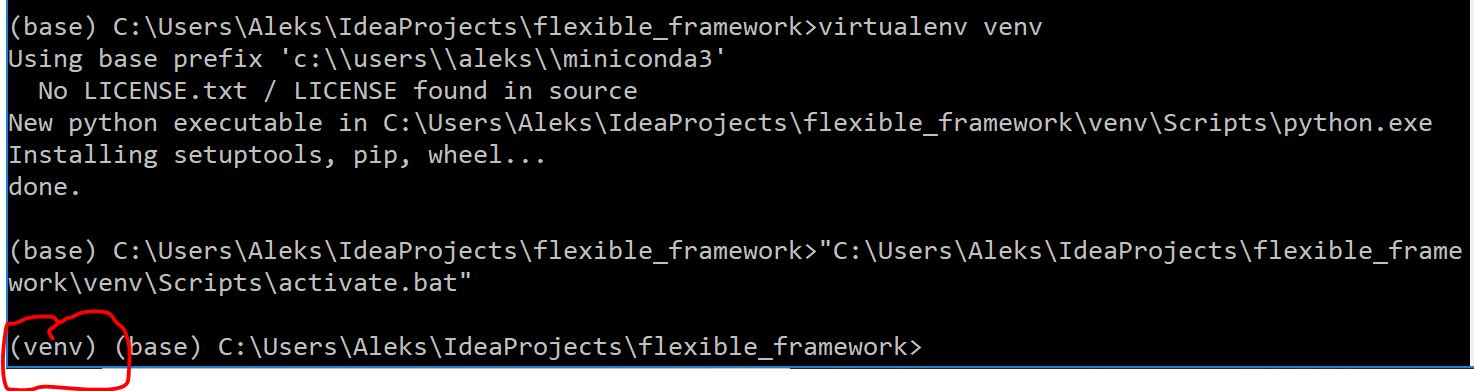 (base) C:\Users\Aleks\IdeaProjects\flexible_framework>virtualenv venv
Using base prefix 'c:\\users\\aleks\\miniconda3'
  No LICENSE.txt / LICENSE found in source
New python executable in C:\Users\Aleks\IdeaProjects\flexible_framework\venv\Scripts\python.exe
Installing setuptools, pip, wheel...
done.
(base) C:\Users\Aleks\IdeaProjects\flexible_framework>"C:\Users\Aleks\IdeaProjects\flexible_frame
work\venv\Scripts\activate.bat"
(venv) (base) C:\Users\Aleks\IdeaProjects\flexible_framework>